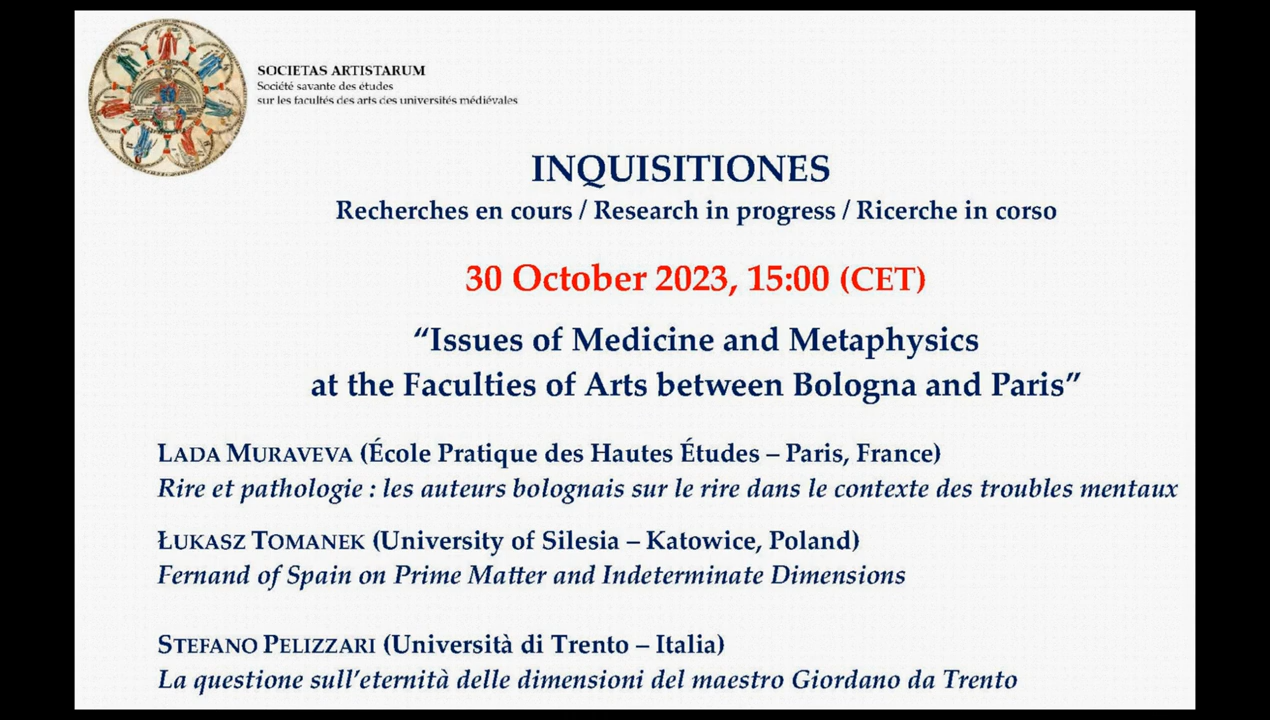 SOCIETAS ARTISTARUM
Société savante des études
sur les facultés des arts des universités médiévales
INQUISITIONES
Recherches en cours / Research in progress / Ricerche in corso
30 October 2023, 15:00 (CET)
“Issues of Medicine and Metaphysics
at the Faculties of Arts between Bologna and Paris”
LADA MURAVEVA (École Pratique des Hautes Études – Paris, France)
Rire et pathologie : les auteurs bolognais sur le rire dans le contexte des troubles mentaux
ŁUKASZ TOMANEK (University of Silesia – Katowice, Poland)
Fernand of Spain on Prime Matter and Indeterminate Dimensions
STEFANO PELIZZARI (Università di Trento – Italia)
La questione sull’eternità delle dimensioni del maestro Giordano da Trento